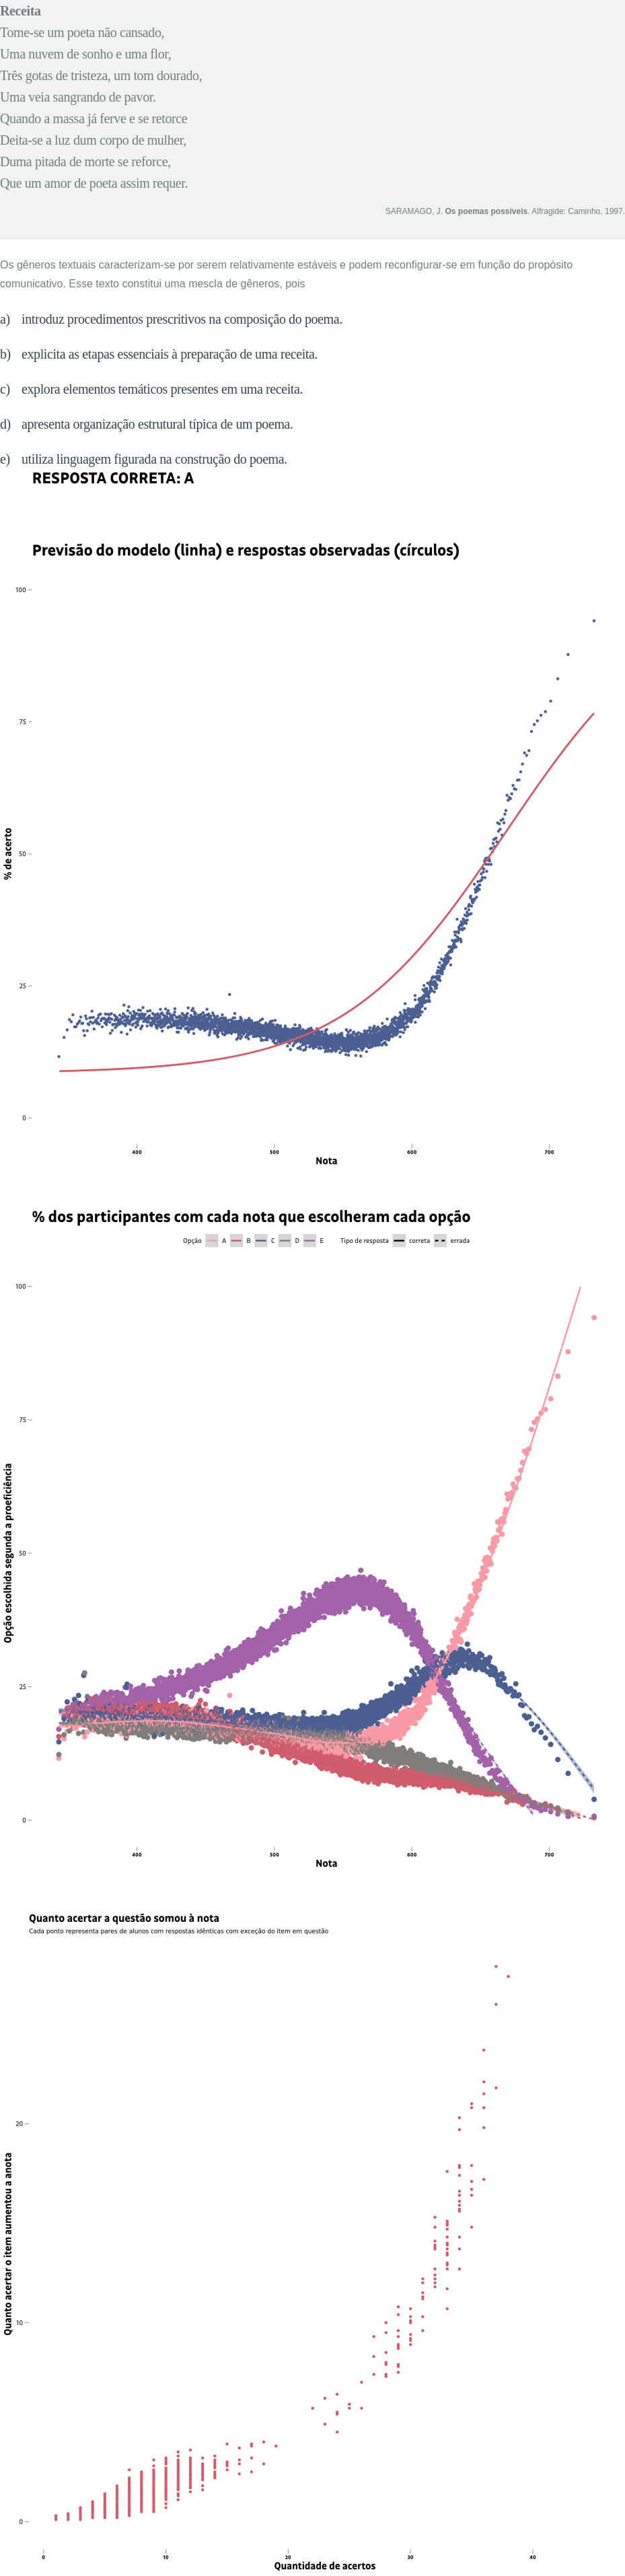 Receita
Tome-se um poeta não cansado,
Uma nuvem de sonho e uma flor,
Três gotas de tristeza, um tom dourado,
Uma veia sangrando de pavor.
Quando a massa já ferve e se retorce
Deita-se a luz dum corpo de mulher,
Duma pitada de morte se reforce,
Que um amor de poeta assim requer.
SARAMAGO, J. Os poemas possíveis. Alfragide: Caminho, 1997.
Os gêneros textuais caracterizam-se por serem relativamente estáveis e podem reconfigurar-se em função do propósito
comunicativo. Esse texto constitui uma mescla de gêneros, pois
a) introduz procedimentos prescritivos na composição do poema.
b) explicita as etapas essenciais à preparação de uma receita.
c) explora elementos temáticos presentes em uma receita.
d) apresenta organização estrutural típica de um poema.
e) utiliza linguagem figurada na construção do poema.
RESPOSTA CORRETA: A
Previsão do modelo (linha) e respostas observadas (círculos)
100
75
50
25
0
% de acerto
400 500 600 700
Nota
% dos participantes com cada nota que escolheram cada opção
Opção A B C D E Tipo de resposta correta errada
100
75
50
25
0
Opção escolhida segunda a proeficiência
400 500 600 700
Nota
Quanto acertar a questão somou à nota
Cada ponto representa pares de alunos com respostas idênticas com exceção do item em questão
20
10
0
Quanto acertar o item aumentou a anota
0 10 20 30 40
Quantidade de acertos